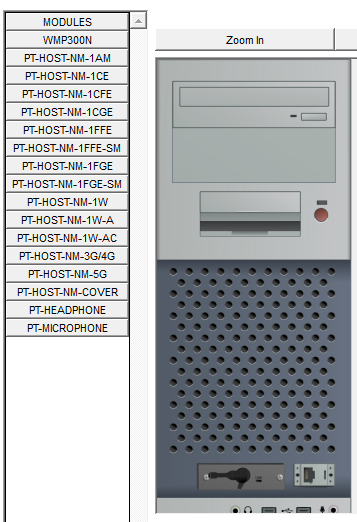 MODULES
WMP300N
PT-HOST-NM-1AM
PT-HOST-NM-1CE
PT-HOST-NM-1CFE
PT-HOST-NM-1CGE
PT-HOST-NM-1FFE
PT-HOST-NM-1FFE-SM
PT-HOST-NM-1FGE
PT-HOST-NM-1FGE-SM
PT-HOST-NM-1W
PT-HOST-NM-1W-A
PT-HOST-NM-1W-AC
PT-HOST-NM-3G/4G
PT-HOST-NM-5G
PT-HOST-NM-COVER
PT-HEADPHONE
PT-MICROPHONE
Zoom In